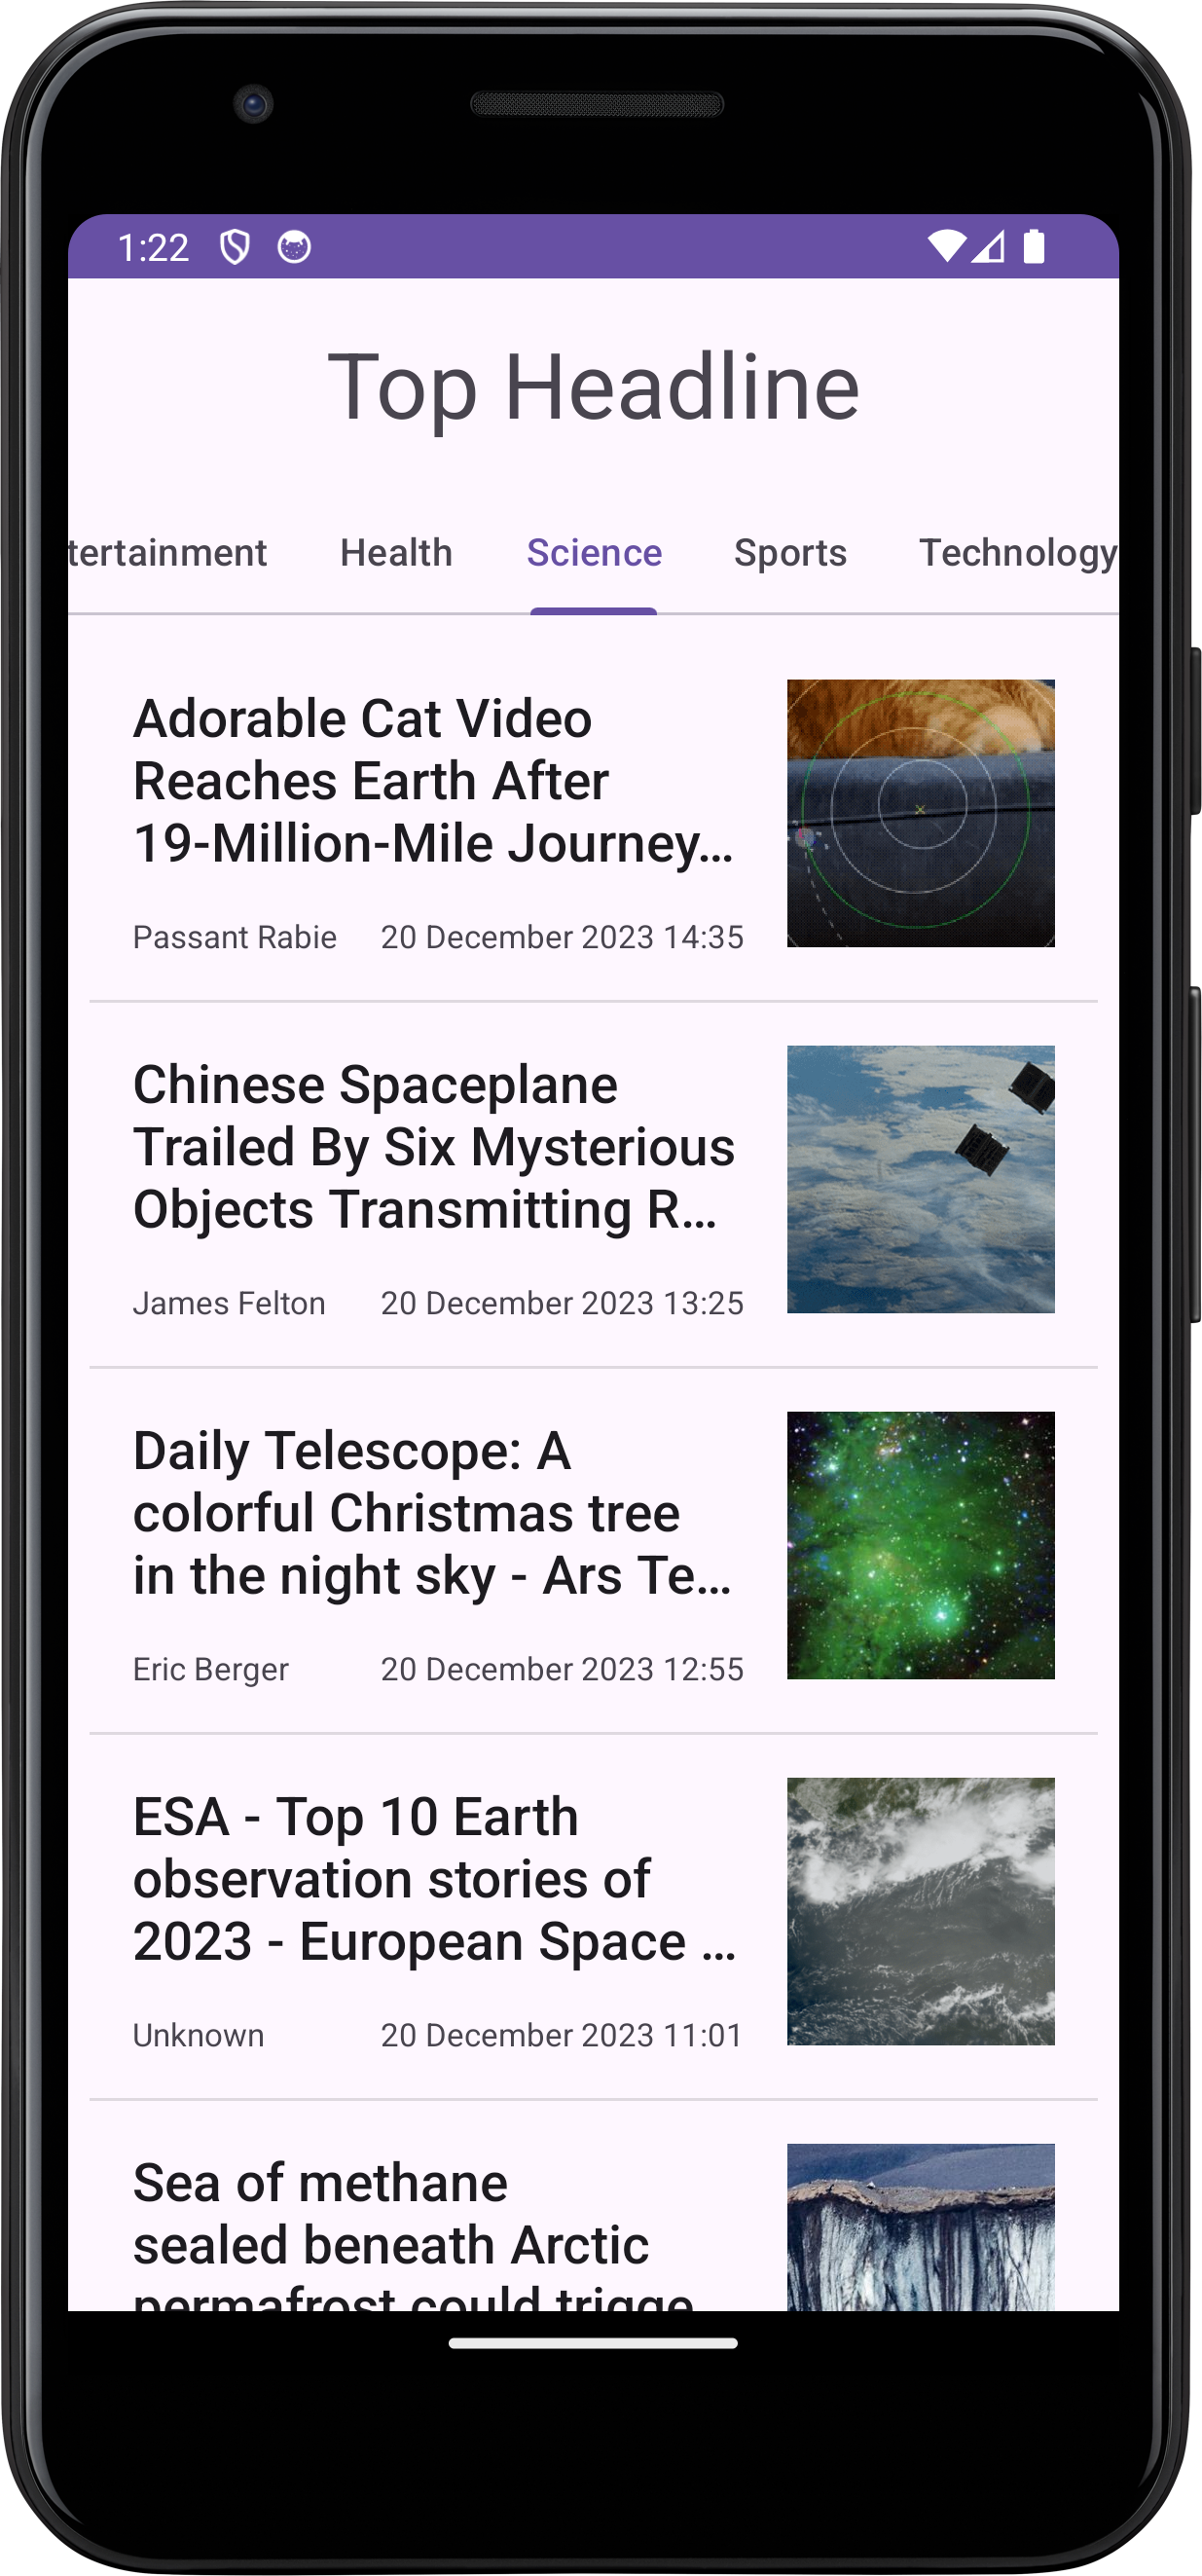 1:22
Top Headline
tertainment Health Science Sports Technology
Adorable Cat Video
Reaches Earth After
19-Million-Mile Journey...
Passant Rabie 20 December 2023 14:35
Chinese Spaceplane
Trailed By Six Mysterious
Objects Transmitting R...
James Felton 20 December 2023 13:25
Daily Telescope: A
colorful Christmas tree
in the night sky - Ars Te...
Eric Berger 20 December 2023 12:55
ESA - Top 10 Earth
observation stories of
2023 - European Space ...
Unknown 20 December 2023 11:01
Sea of methane
sealed beneath Arctic
permafrost could trigge